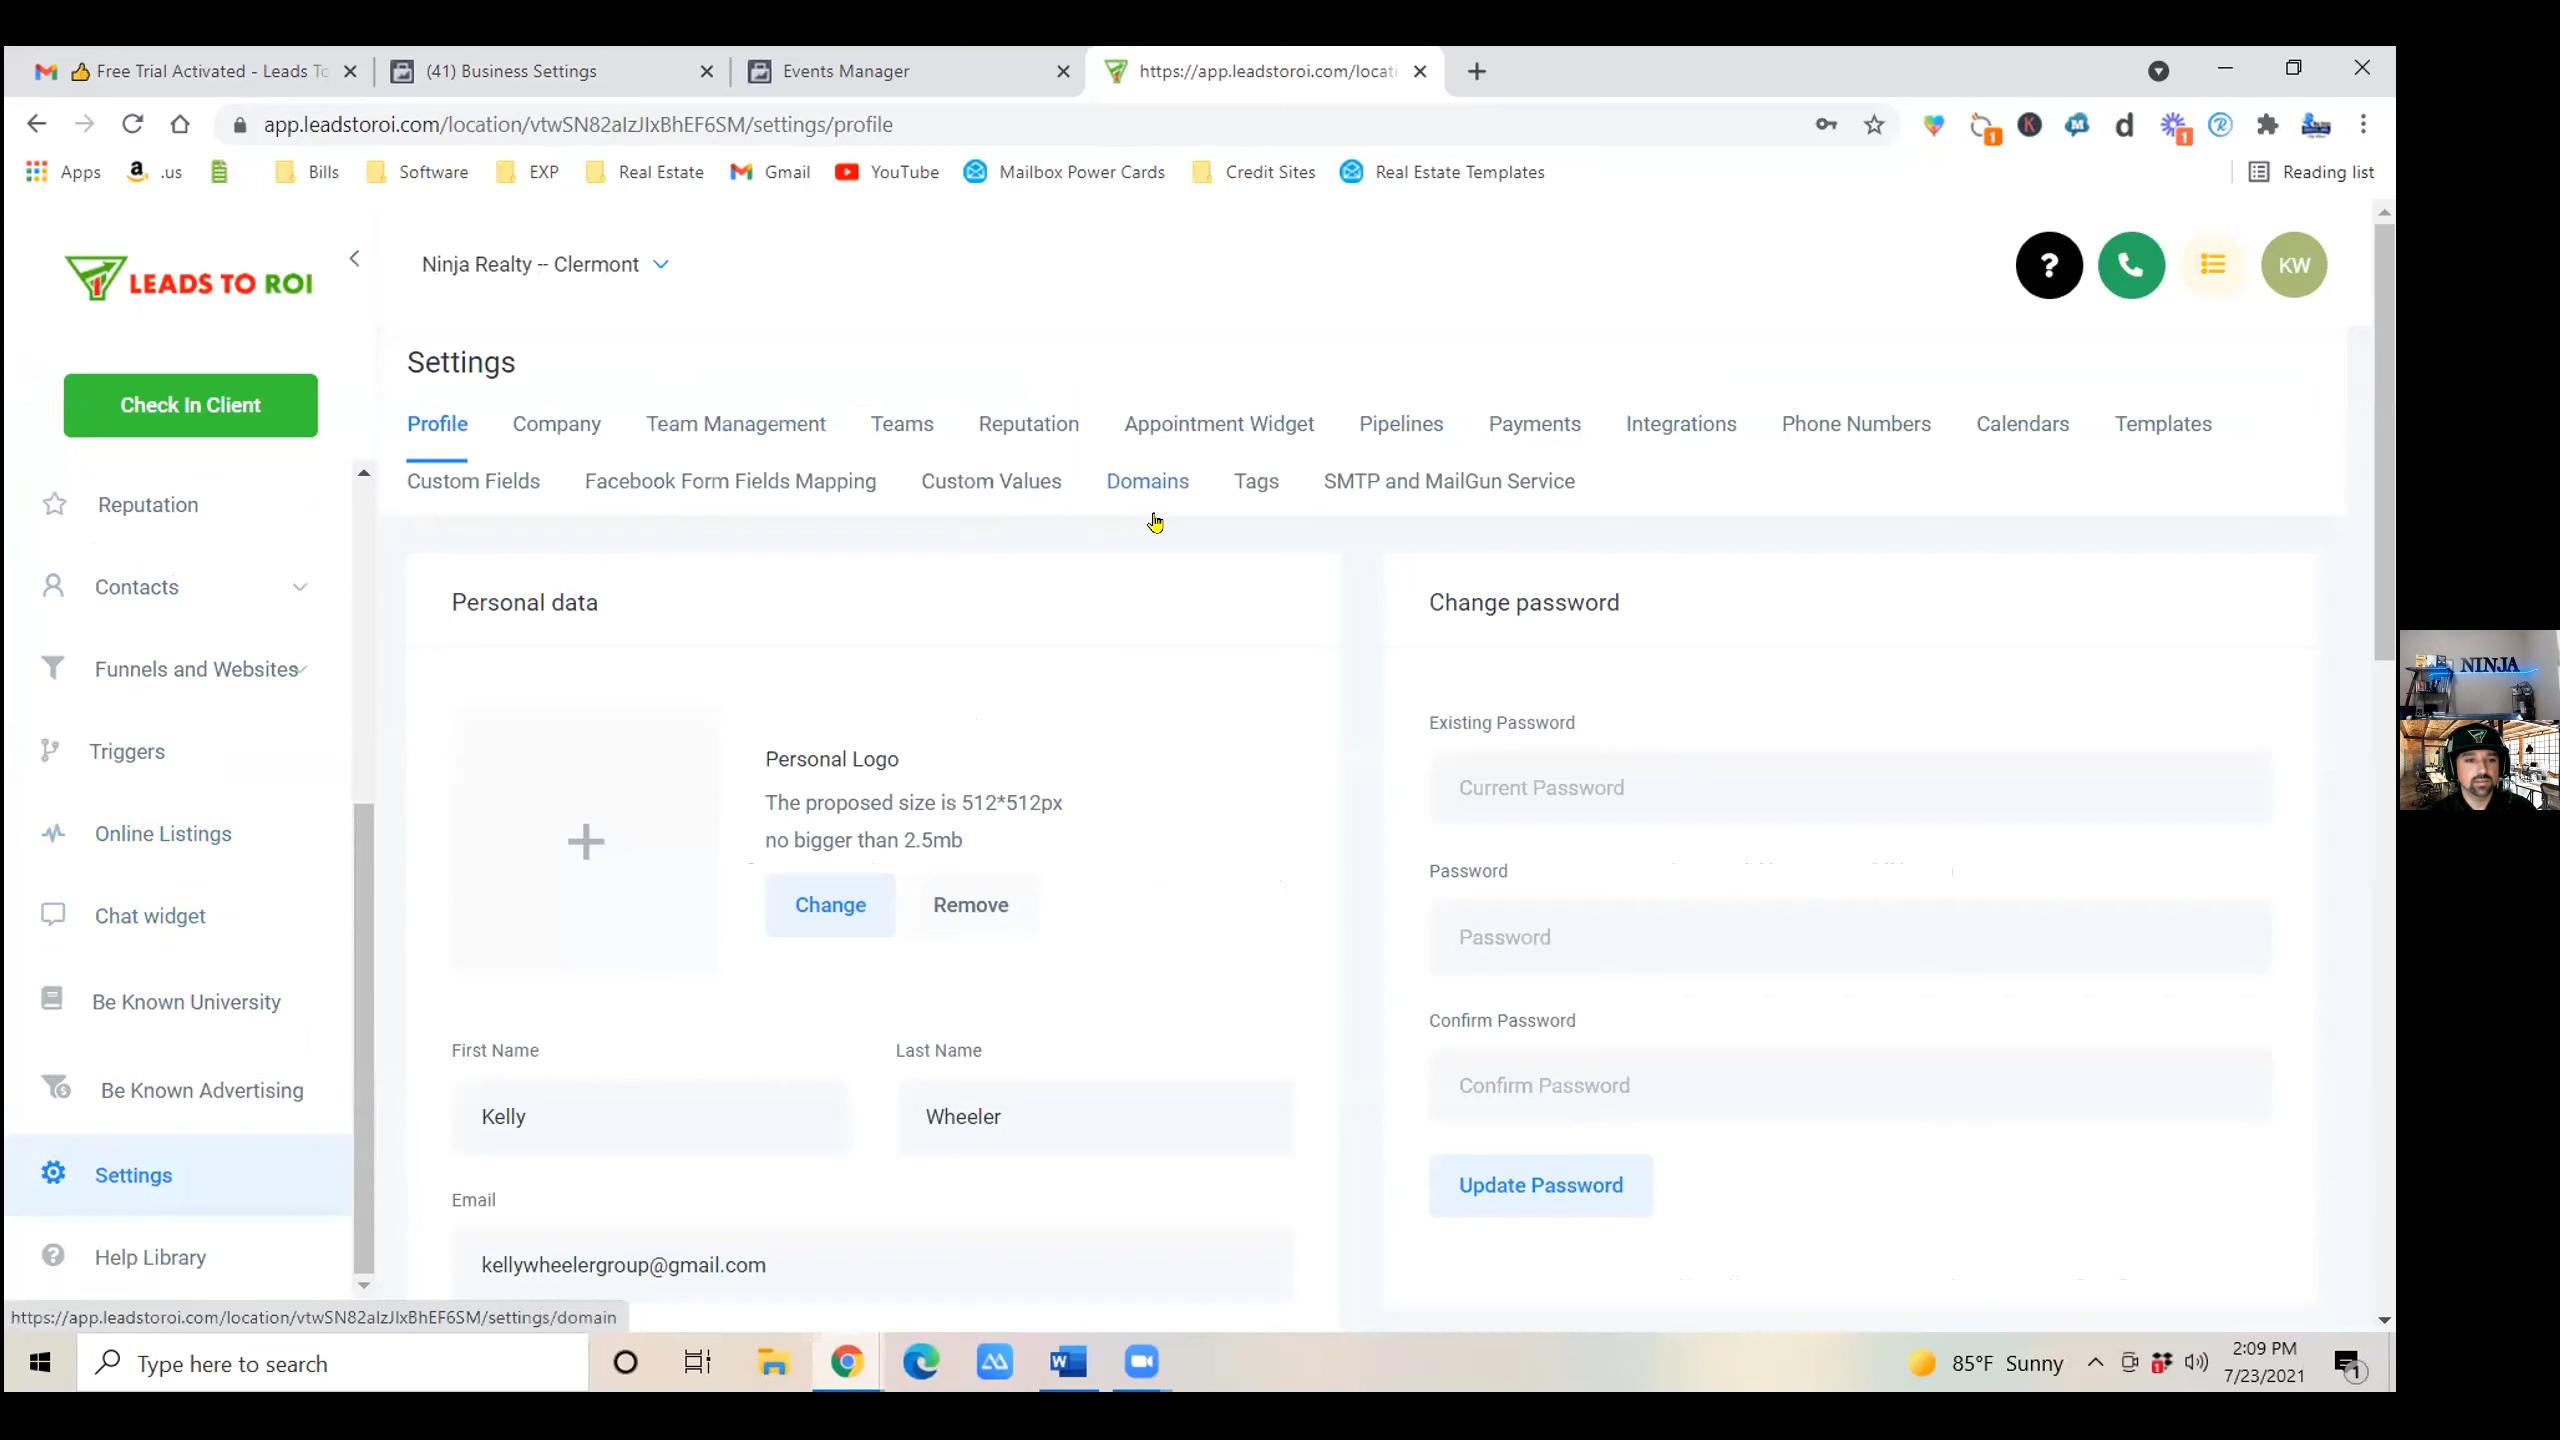 👍 Free Trial Activated - Leads To
(41) Business Settings
Events Manager
https://app.leadstoroi.com/locati
app.leadstoroi.com/location/vtwSN82aIzJIxBhEF6SM/settings/profile
1
K
M
d
1
R
Apps
.us
Bills
Software
EXP
Real Estate
Gmail
YouTube
Mailbox Power Cards
Credit Sites
Real Estate Templates
Reading list
LEADS TO ROI
Ninja Realty -- Clermont
?
KW
Settings
Check In Client
Profile
Company
Team Management
Teams
Reputation
Appointment Widget
Pipelines
Payments
Integrations
Phone Numbers
Calendars
Templates
Custom Fields
Facebook Form Fields Mapping
Custom Values
Domains
Tags
SMTP and MailGun Service
Reputation
Contacts
Funnels and Websites
Triggers
Online Listings
Chat widget
Be Known University
Be Known Advertising
Settings
Help Library
Personal data
Personal Logo
The proposed size is 512*512px
no bigger than 2.5mb
Change
Remove
First Name
Last Name
Kelly
Wheeler
Email
kellywheelergroup@gmail.com
Change password
Existing Password
Current Password
Password
Password
Confirm Password
Confirm Password
Update Password
NINJA
https://app.leadstoroi.com/location/vtwSN82aIzJIxBhEF6SM/settings/domain
Type here to search
85°F Sunny
2:09 PM
7/23/2021
1